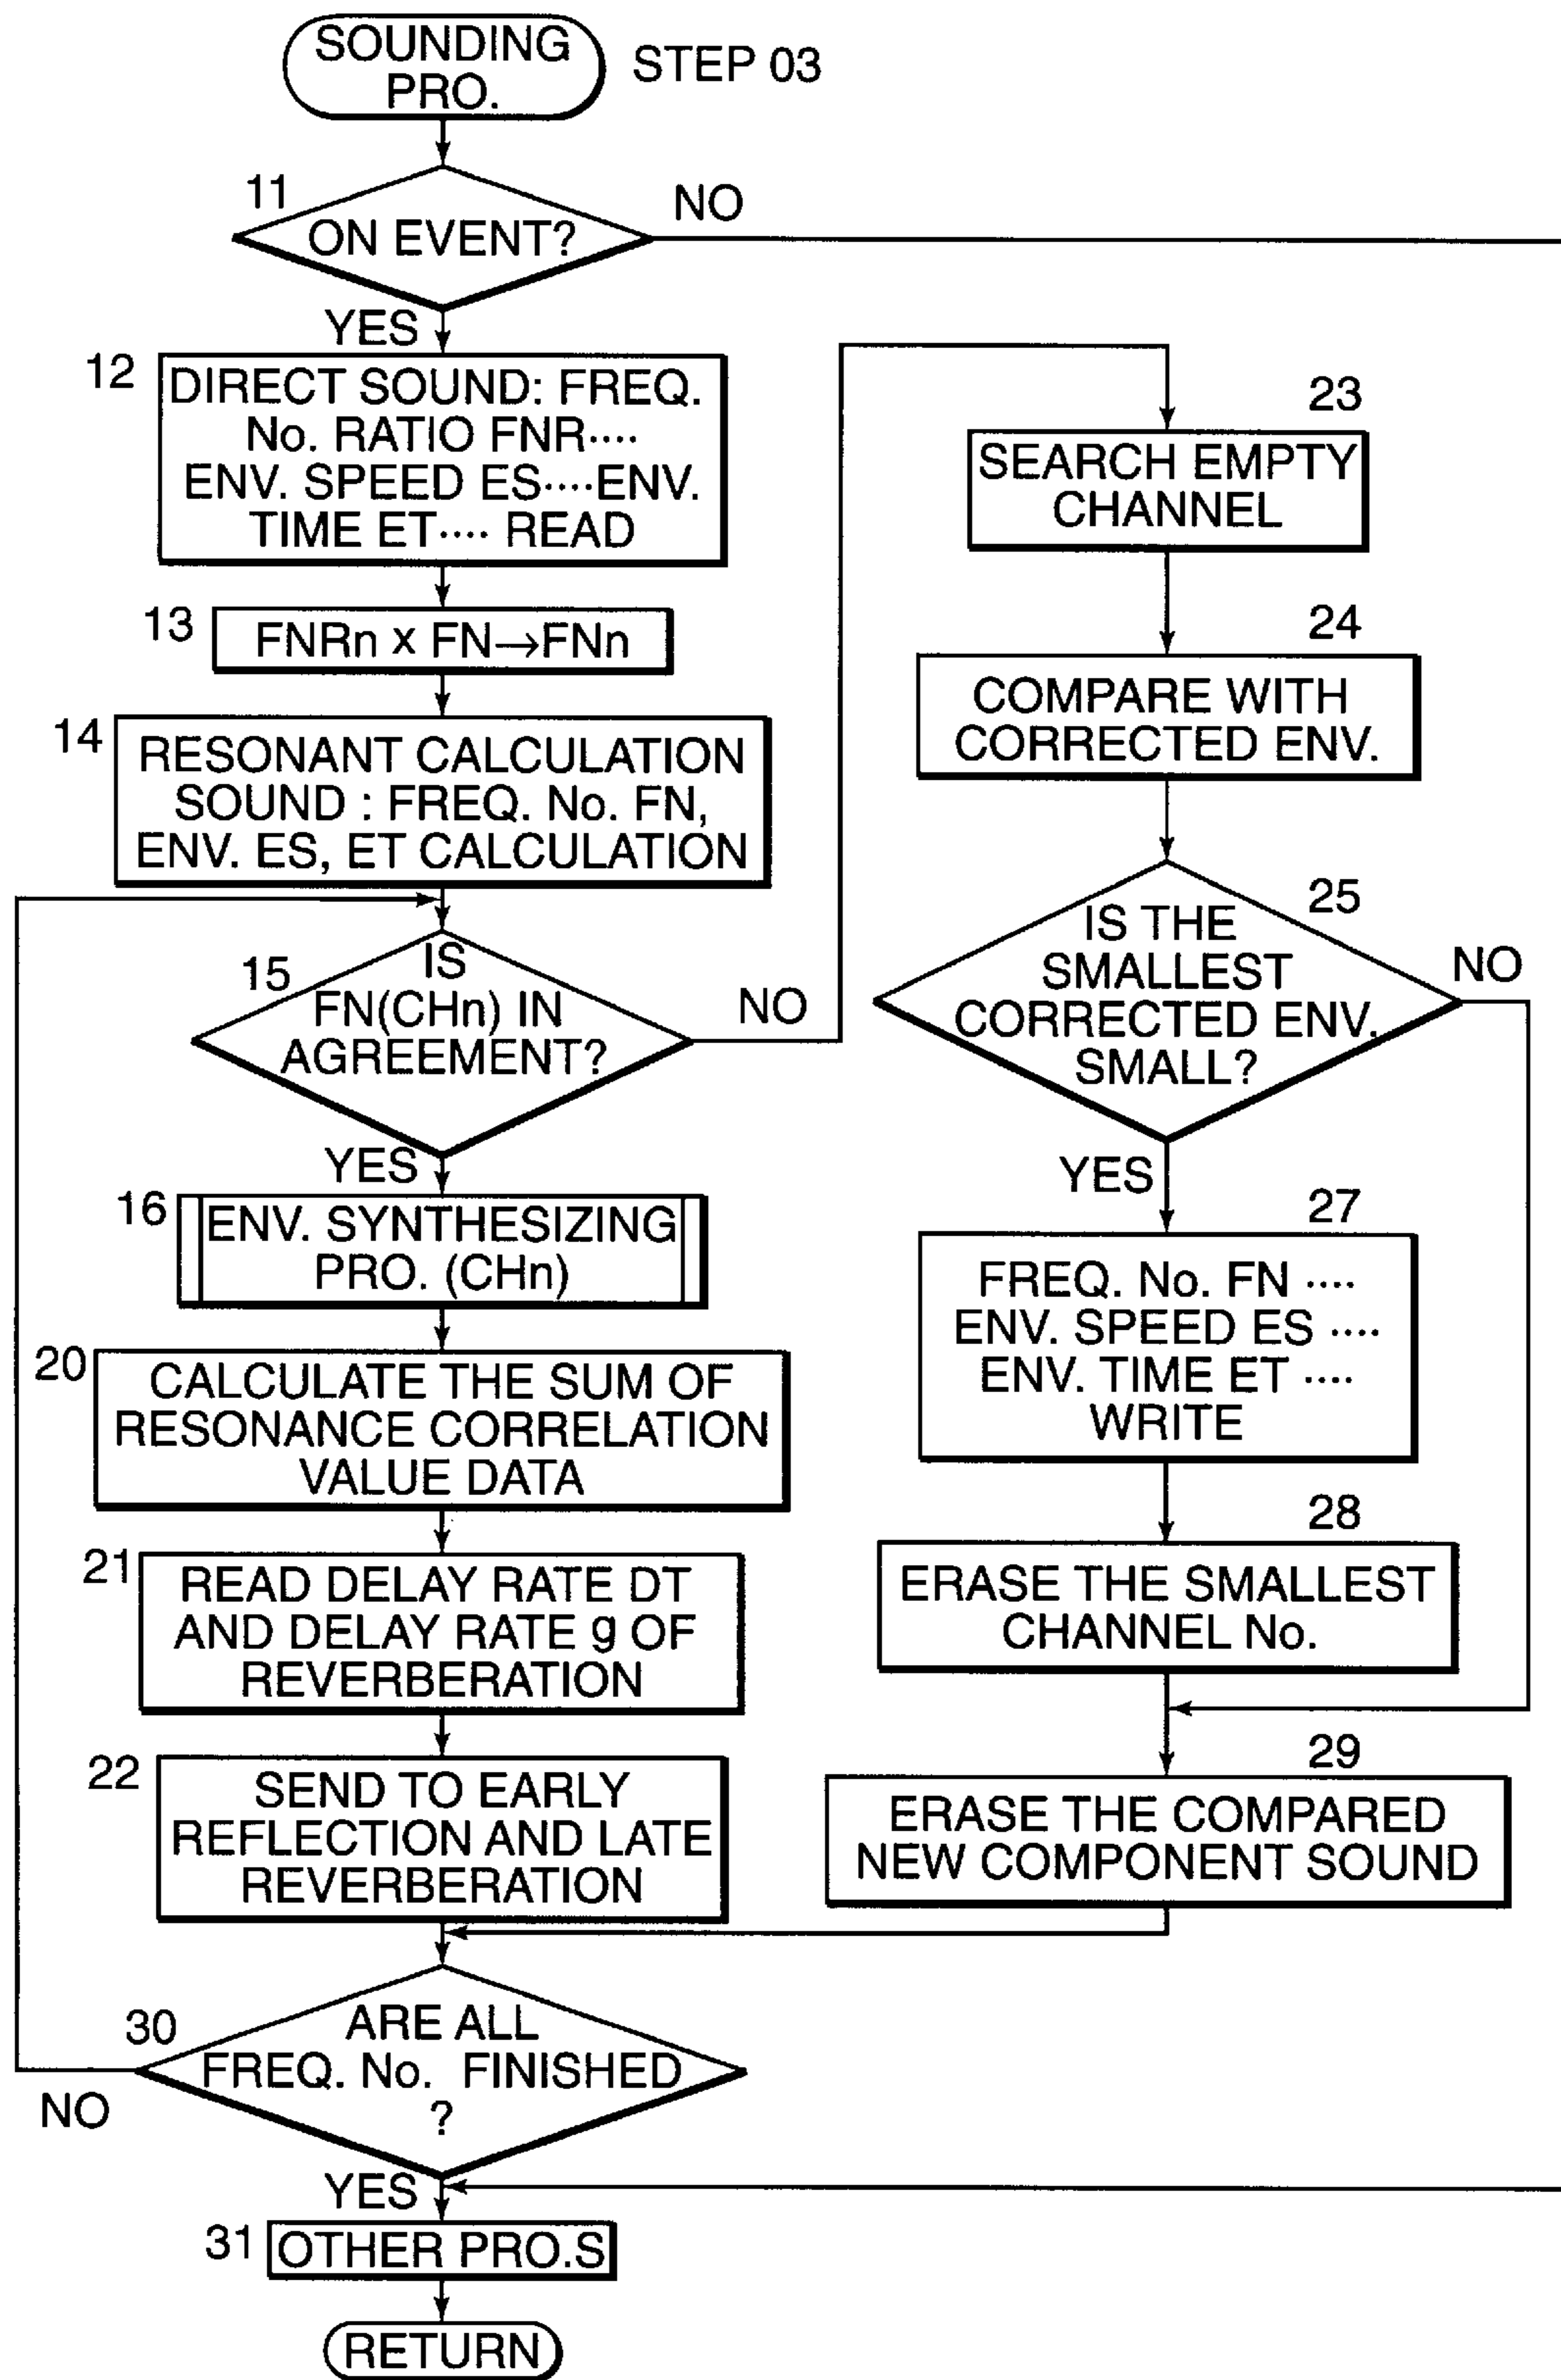 SOUNDING
PRO.
STEP 03
11
ON EVENT?
NO
YES
12
DIRECT SOUND: FREQ.
No. RATIO FNR····
ENV. SPEED ES····ENV.
TIME ET···· READ
13
FNRn x FN→FNn
14
RESONANT CALCULATION
SOUND : FREQ. No. FN,
ENV. ES, ET CALCULATION
15
IS
FN(CHn) IN
AGREEMENT?
NO
YES
16
ENV. SYNTHESIZING
PRO. (CHn)
20
CALCULATE THE SUM OF
RESONANCE CORRELATION
VALUE DATA
21
READ DELAY RATE DT
AND DELAY RATE g OF
REVERBERATION
22
SEND TO EARLY
REFLECTION AND LATE
REVERBERATION
23
SEARCH EMPTY
CHANNEL
24
COMPARE WITH
CORRECTED ENV.
25
IS THE
SMALLEST
CORRECTED ENV.
SMALL?
NO
YES
27
FREQ. No. FN ····
ENV. SPEED ES ····
ENV. TIME ET ····
WRITE
28
ERASE THE SMALLEST
CHANNEL No.
29
ERASE THE COMPARED
NEW COMPONENT SOUND
30
ARE ALL
FREQ. No. FINISHED
?
NO
YES
31
OTHER PRO.S
RETURN